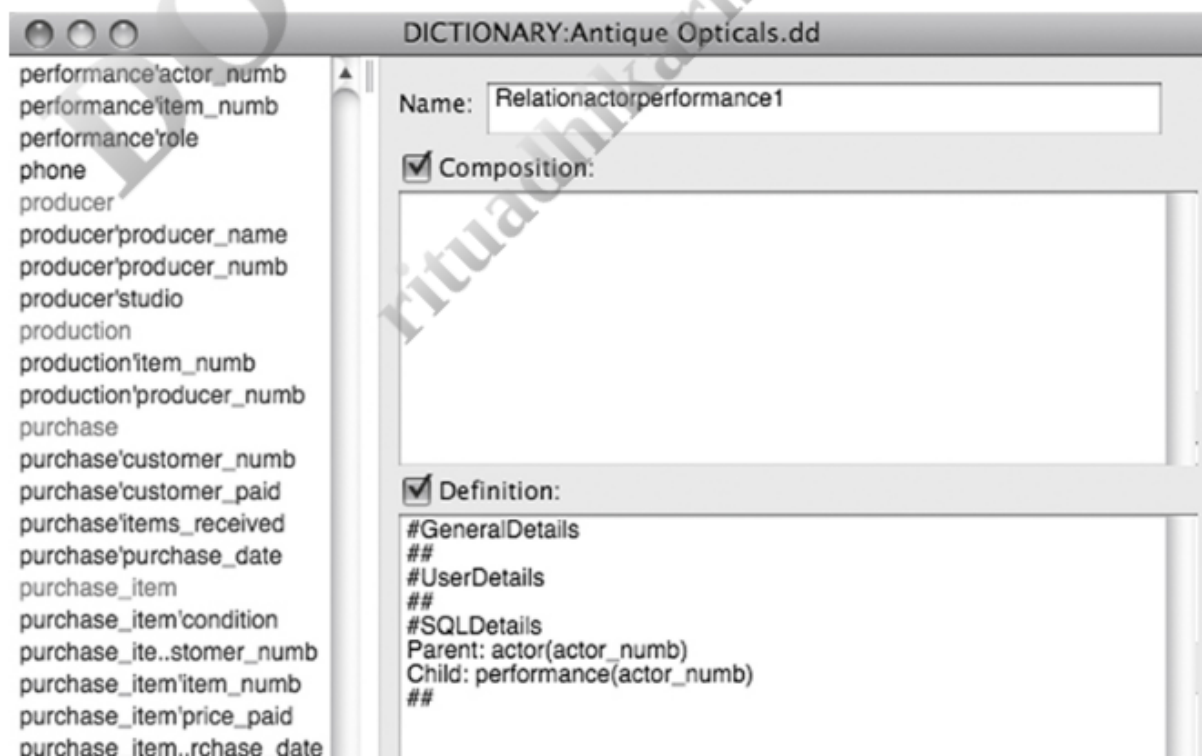 DICTIONARY:Antique Opticals.dd
performance'actor_numb
performance'item_numb
performance'role
phone
producer
producer'producer_name
producer'producer_numb
producer'studio
production
production'item_numb
production'producer_numb
purchase
purchase'customer_numb
purchase'customer_paid
purchase'items_received
purchase'purchase_date
purchase_item
purchase_item'condition
purchase_ite..stomer_numb
purchase_item'item_numb
purchase_item'price_paid
purchase_item..rchase_date
Name: Relationactorperformance1
Composition:
Definition:
#GeneralDetails
##
#UserDetails
##
#SQLDetails
Parent: actor(actor_numb)
Child: performance(actor_numb)
##